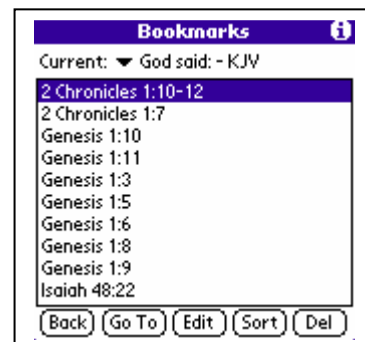 Bookmarks i
Current: God said: - KJV
2 Chronicles 1:10-12
2 Chronicles 1:7
Genesis 1:10
Genesis 1:11
Genesis 1:3
Genesis 1:5
Genesis 1:6
Genesis 1:8
Genesis 1:9
Isaiah 48:22
Back Go To Edit Sort Del